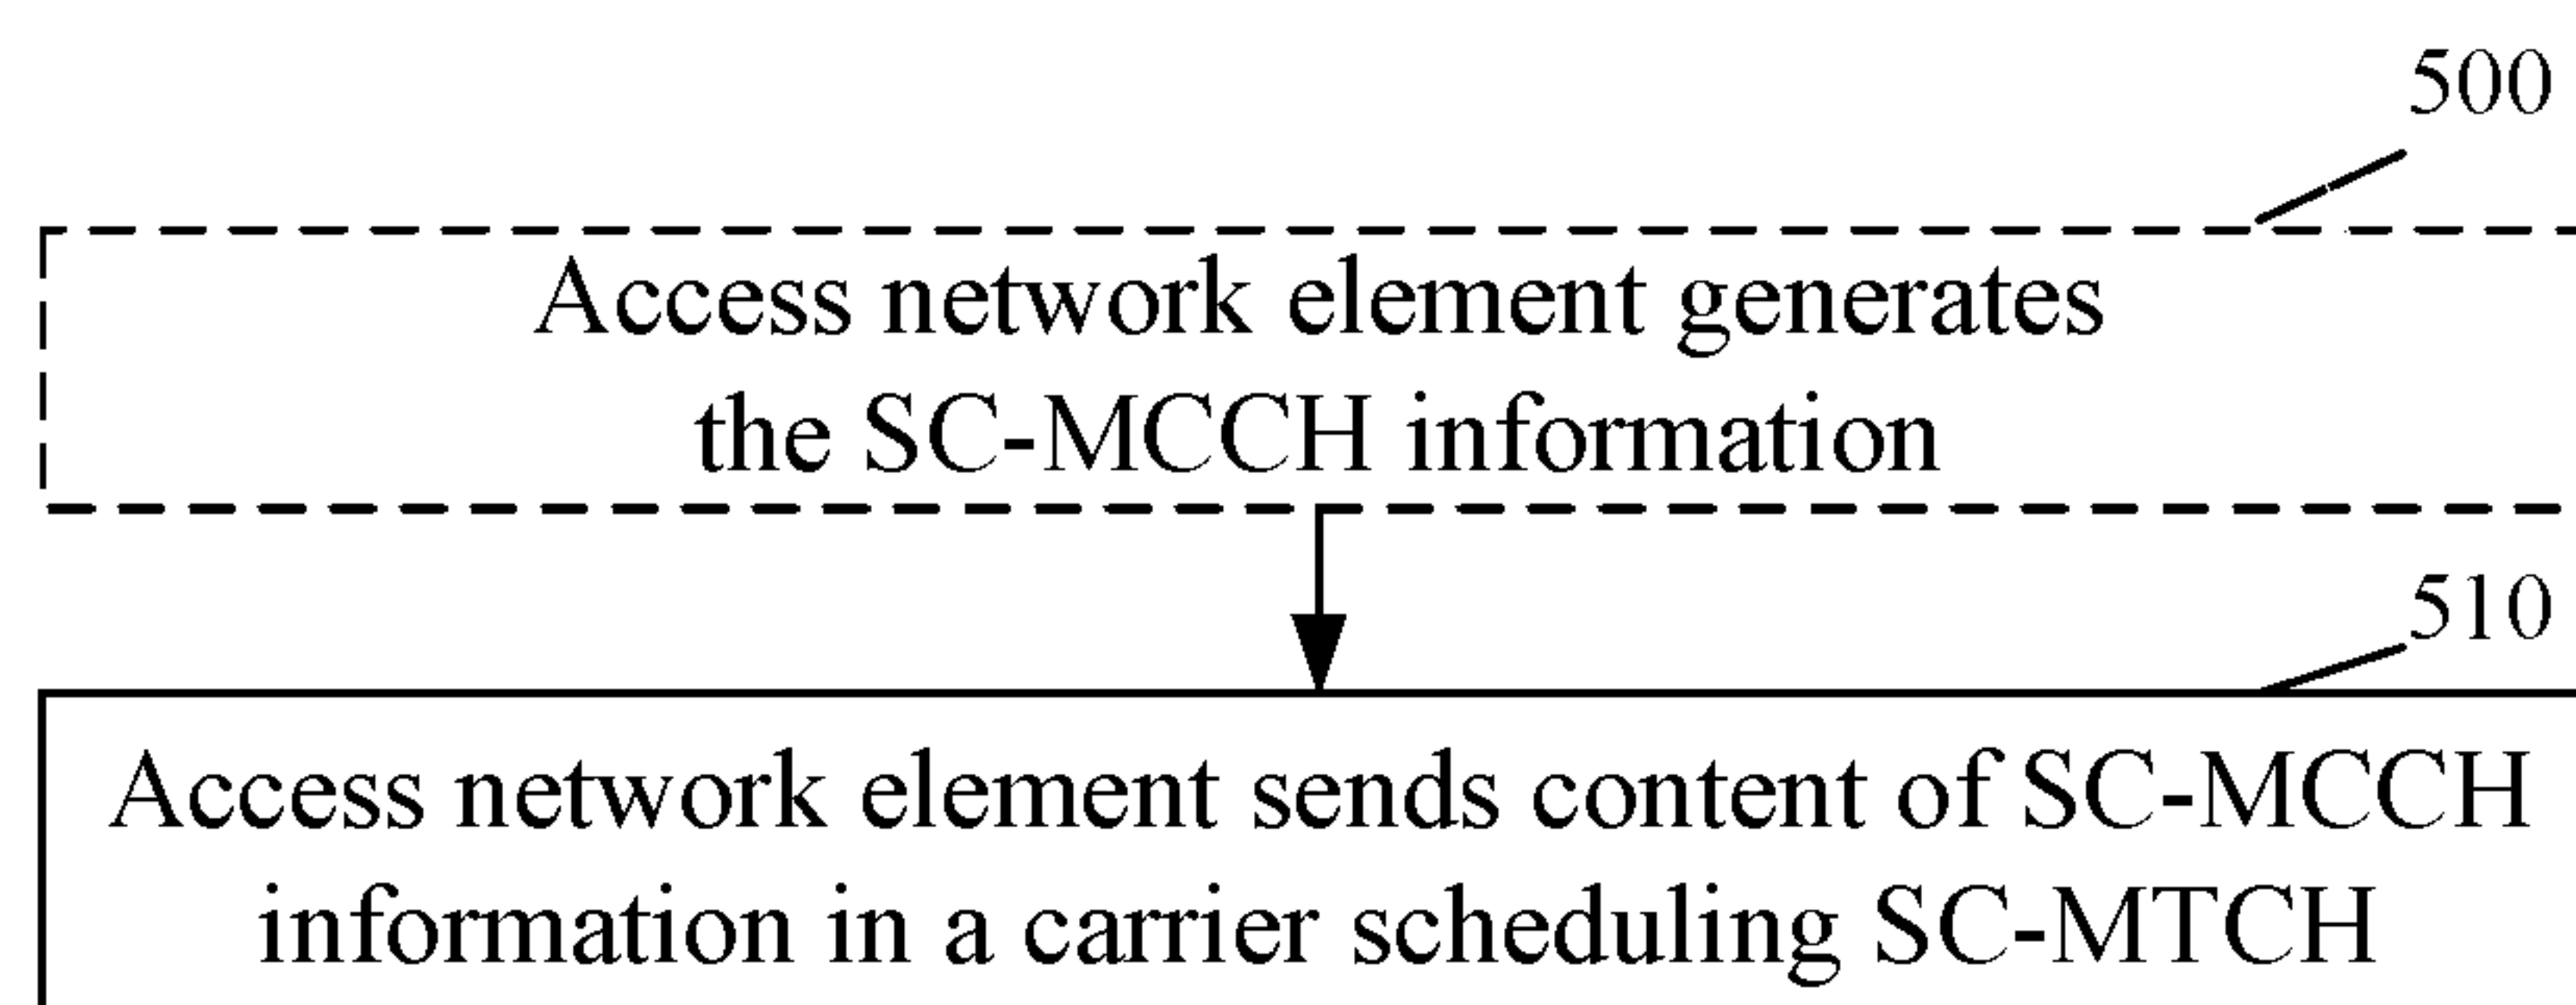 500
Access network element generates
the SC-MCCH information
510
Access network element sends content of SC-MCCH
information in a carrier scheduling SC-MTCH